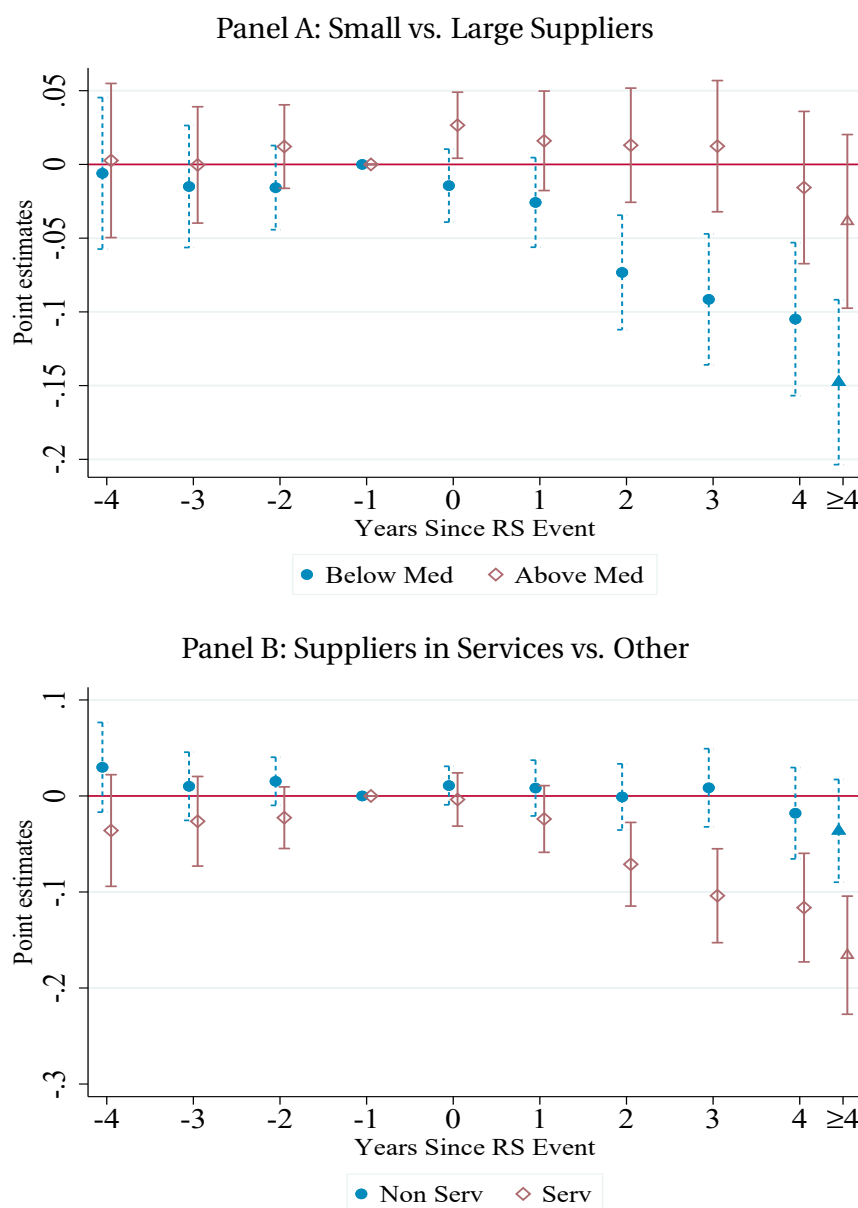 Panel A: Small vs. Large Suppliers
Point estimates
.05
0
-.05
-.1
-.15
-.2
-4 -3 -2 -1 0 1 2 3 4 ≥4
Years Since RS Event
Below Med Above Med
Panel B: Suppliers in Services vs. Other
Point estimates
.1
0
-.1
-.2
-.3
-4 -3 -2 -1 0 1 2 3 4 ≥4
Years Since RS Event
Non Serv Serv